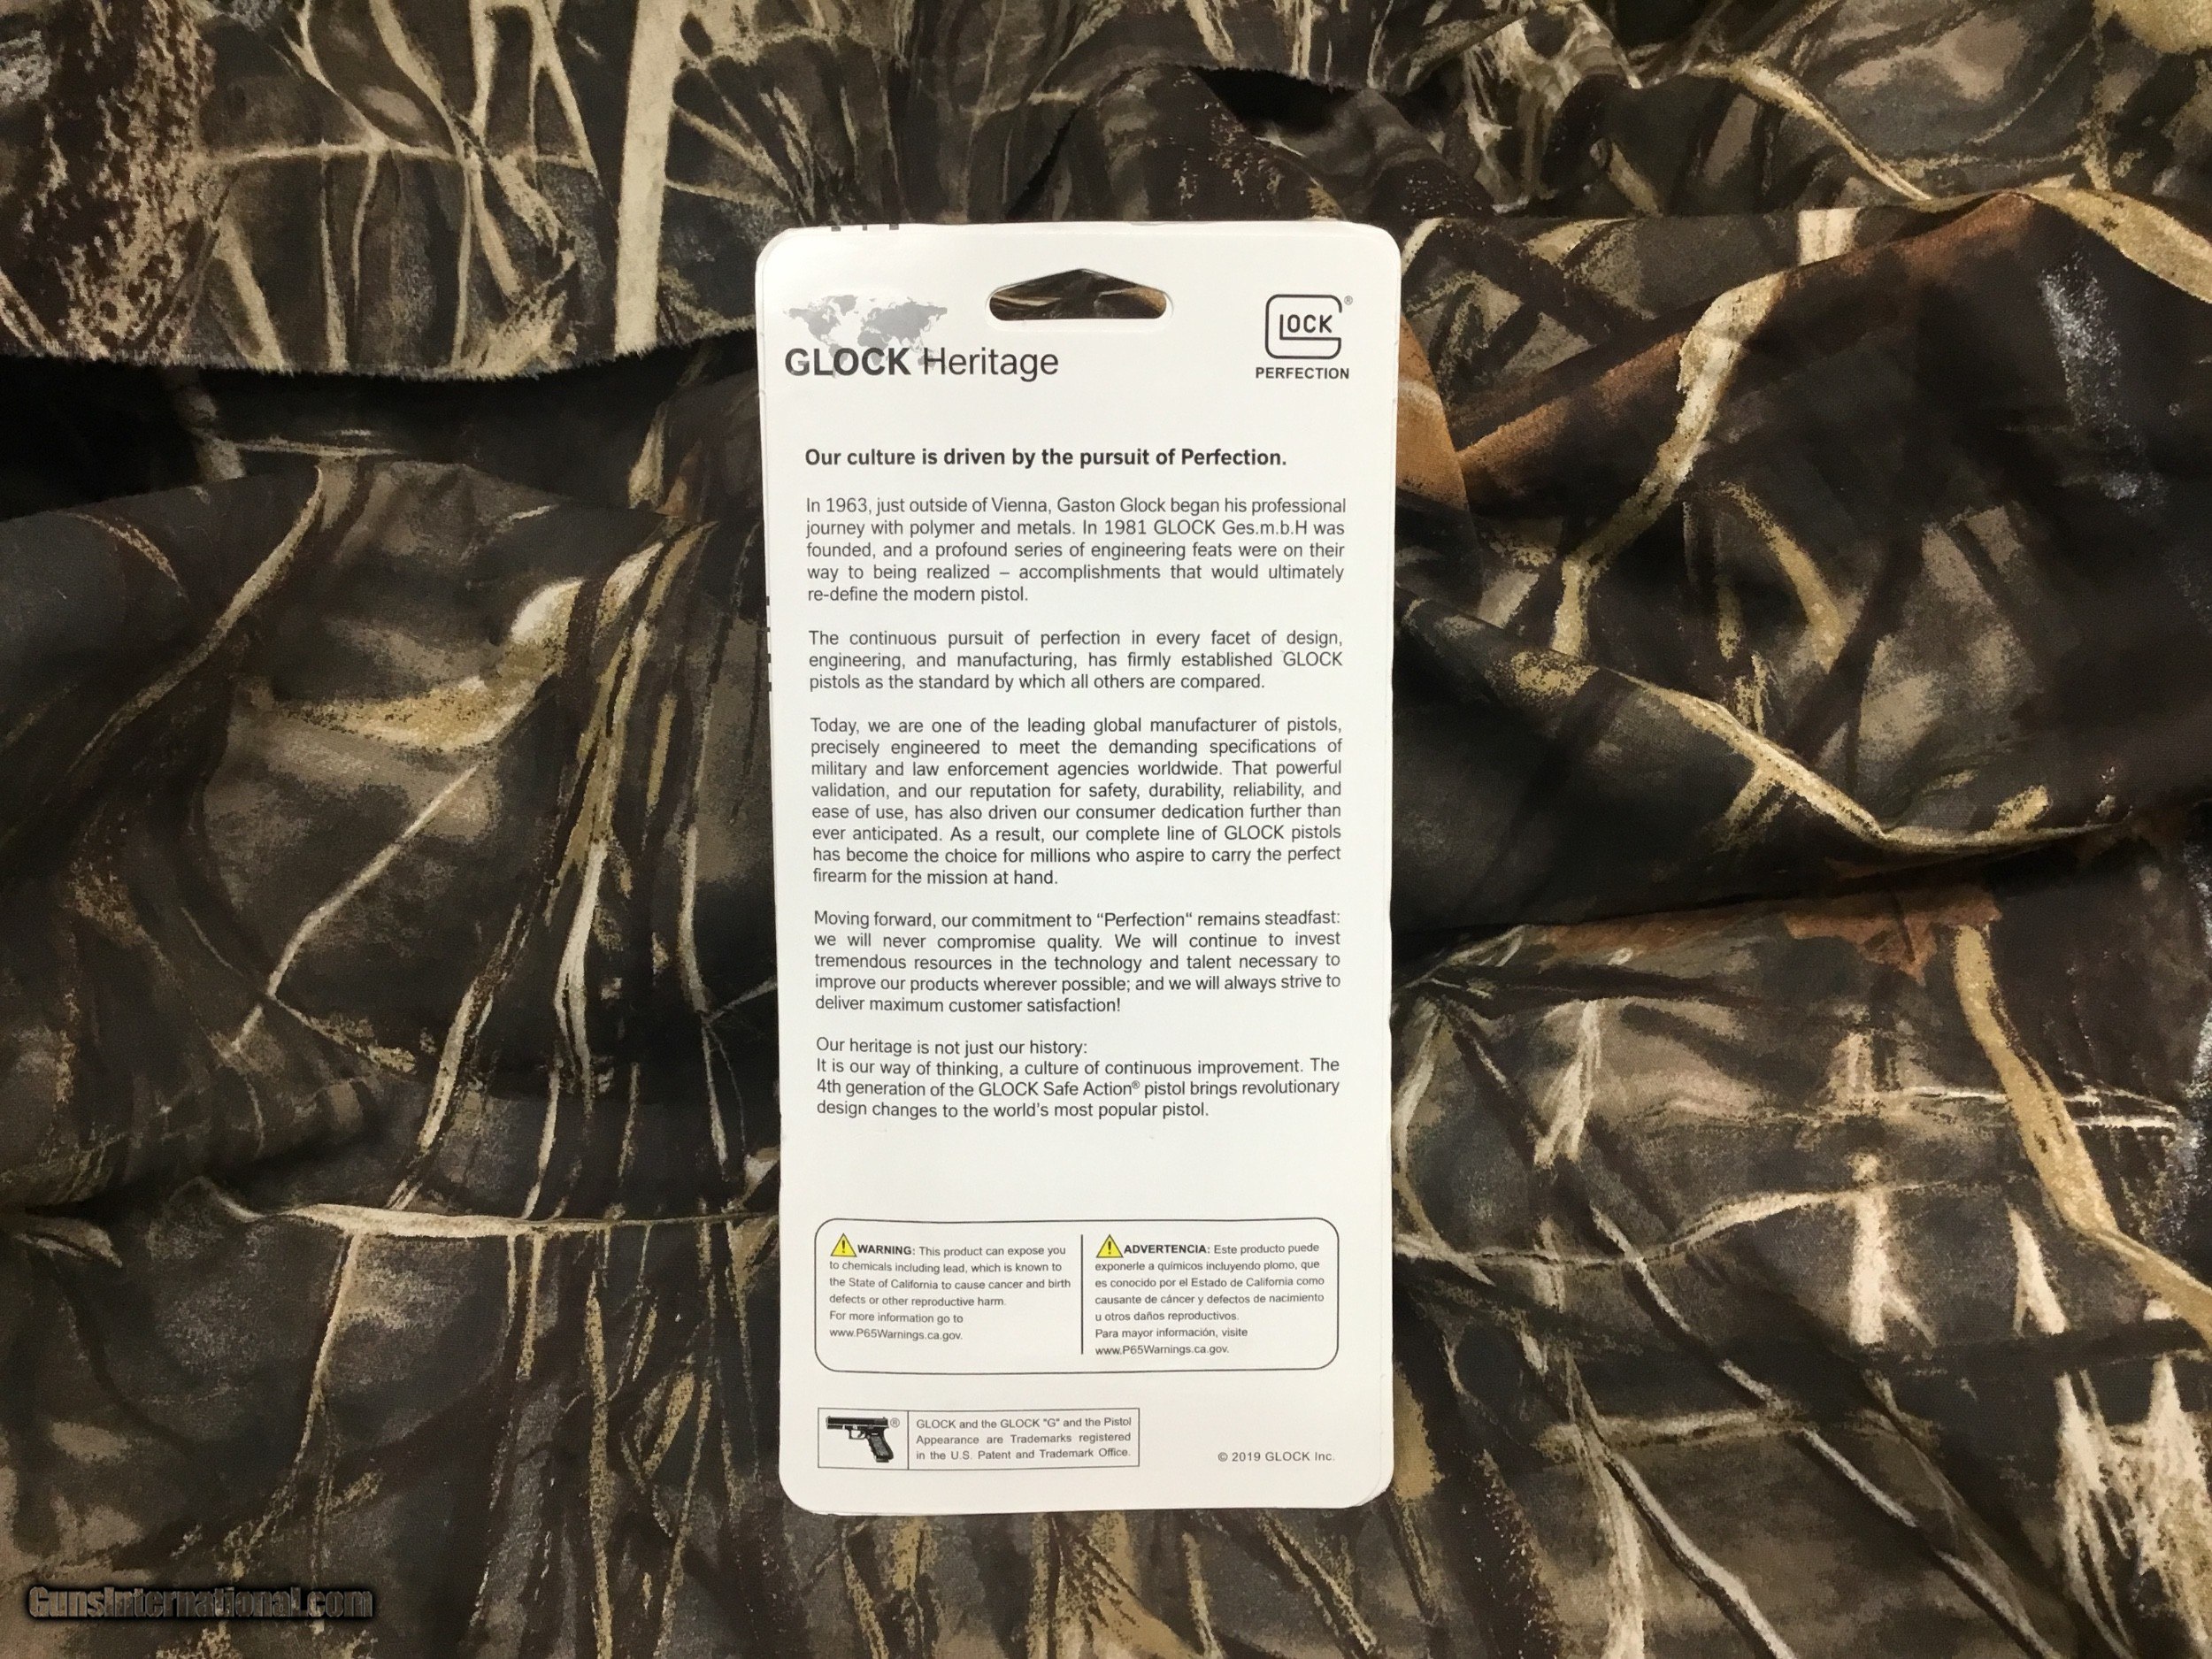 GLOCK Heritage
LOCK ®
PERFECTION
Our culture is driven by the pursuit of Perfection.
In 1963, just outside of Vienna, Gaston Glock began his professional
journey with polymer and metals. In 1981 GLOCK Ges.m.b.H was
founded, and a profound series of engineering feats were on their
way to being realized – accomplishments that would ultimately
re-define the modern pistol.
The continuous pursuit of perfection in every facet of design,
engineering, and manufacturing, has firmly established GLOCK
pistols as the standard by which all others are compared.
Today, we are one of the leading global manufacturer of pistols,
precisely engineered to meet the demanding specifications of
military and law enforcement agencies worldwide. That powerful
validation, and our reputation for safety, durability, reliability, and
ease of use, has also driven our consumer dedication further than
ever anticipated. As a result, our complete line of GLOCK pistols
has become the choice for millions who aspire to carry the perfect
firearm for the mission at hand.
Moving forward, our commitment to “Perfection“ remains steadfast:
we will never compromise quality. We will continue to invest
tremendous resources in the technology and talent necessary to
improve our products wherever possible; and we will always strive to
deliver maximum customer satisfaction!
Our heritage is not just our history:
It is our way of thinking, a culture of continuous improvement. The
4th generation of the GLOCK Safe Action® pistol brings revolutionary
design changes to the world's most popular pistol.
WARNING: This product can expose you
to chemicals including lead, which is known to
the State of California to cause cancer and birth
defects or other reproductive harm.
For more information go to
www.P65Warnings.ca.gov.
ADVERTENCIA: Este producto puede
exponerle a químicos incluyendo plomo, que
es conocido por el Estado de California como
causante de cáncer y defectos de nacimiento
u otros daños reproductivos.
Para mayor información, visite
www.P65Warnings.ca.gov.
®
GLOCK and the GLOCK "G" and the Pistol
Appearance are Trademarks registered
in the U.S. Patent and Trademark Office.
© 2019 GLOCK Inc.
GunsInternational.com